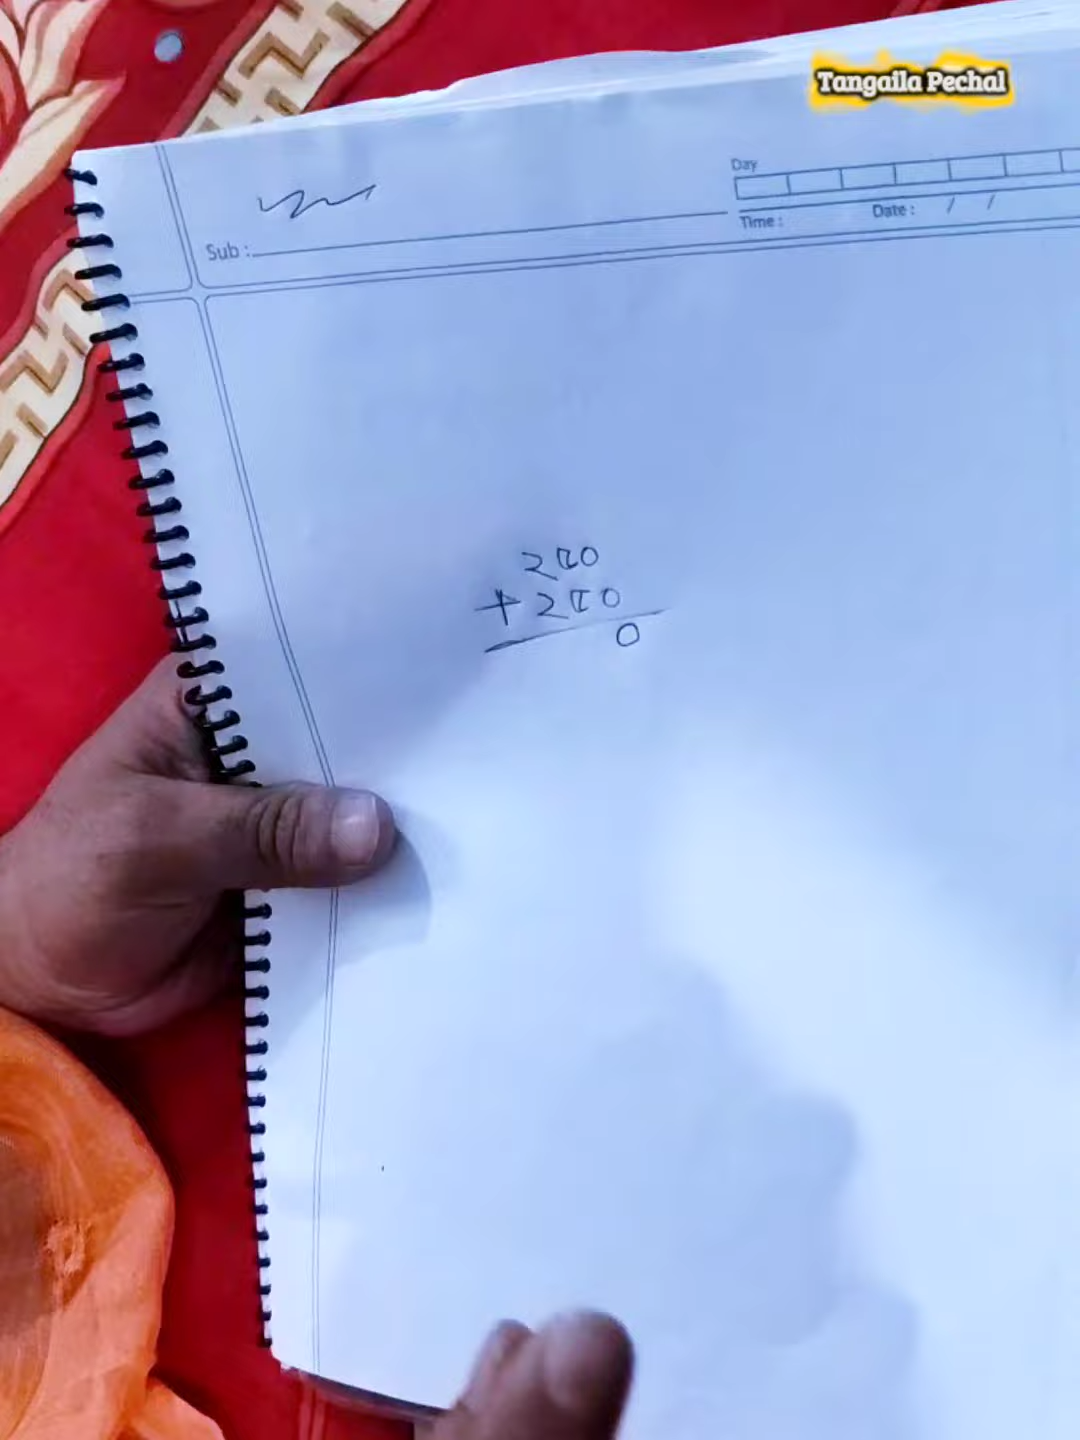 Tangaila Pechal
Day
Time : Date : / /
Sub :
২৫০
+ ২৫০
০